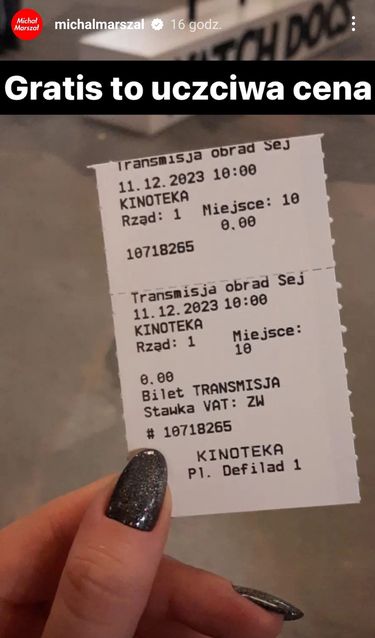 Michał
Marszał
michalmarszal 16 godz.
WATCH DOCS
Gratis to uczciwa cena
Transmisja obrad Sej
11.12.2023 10:00
KINOTEKA
Rząd: 1 Miejsce: 10
0.00
10718265
Transmisja obrad Sej
11.12.2023 10:00
KINOTEKA
Rząd: 1 Miejsce:
10
0.00
Bilet TRANSMISJA
Stawka VAT: ZW
# 10718265
KINOTEKA
Pl. Defilad 1